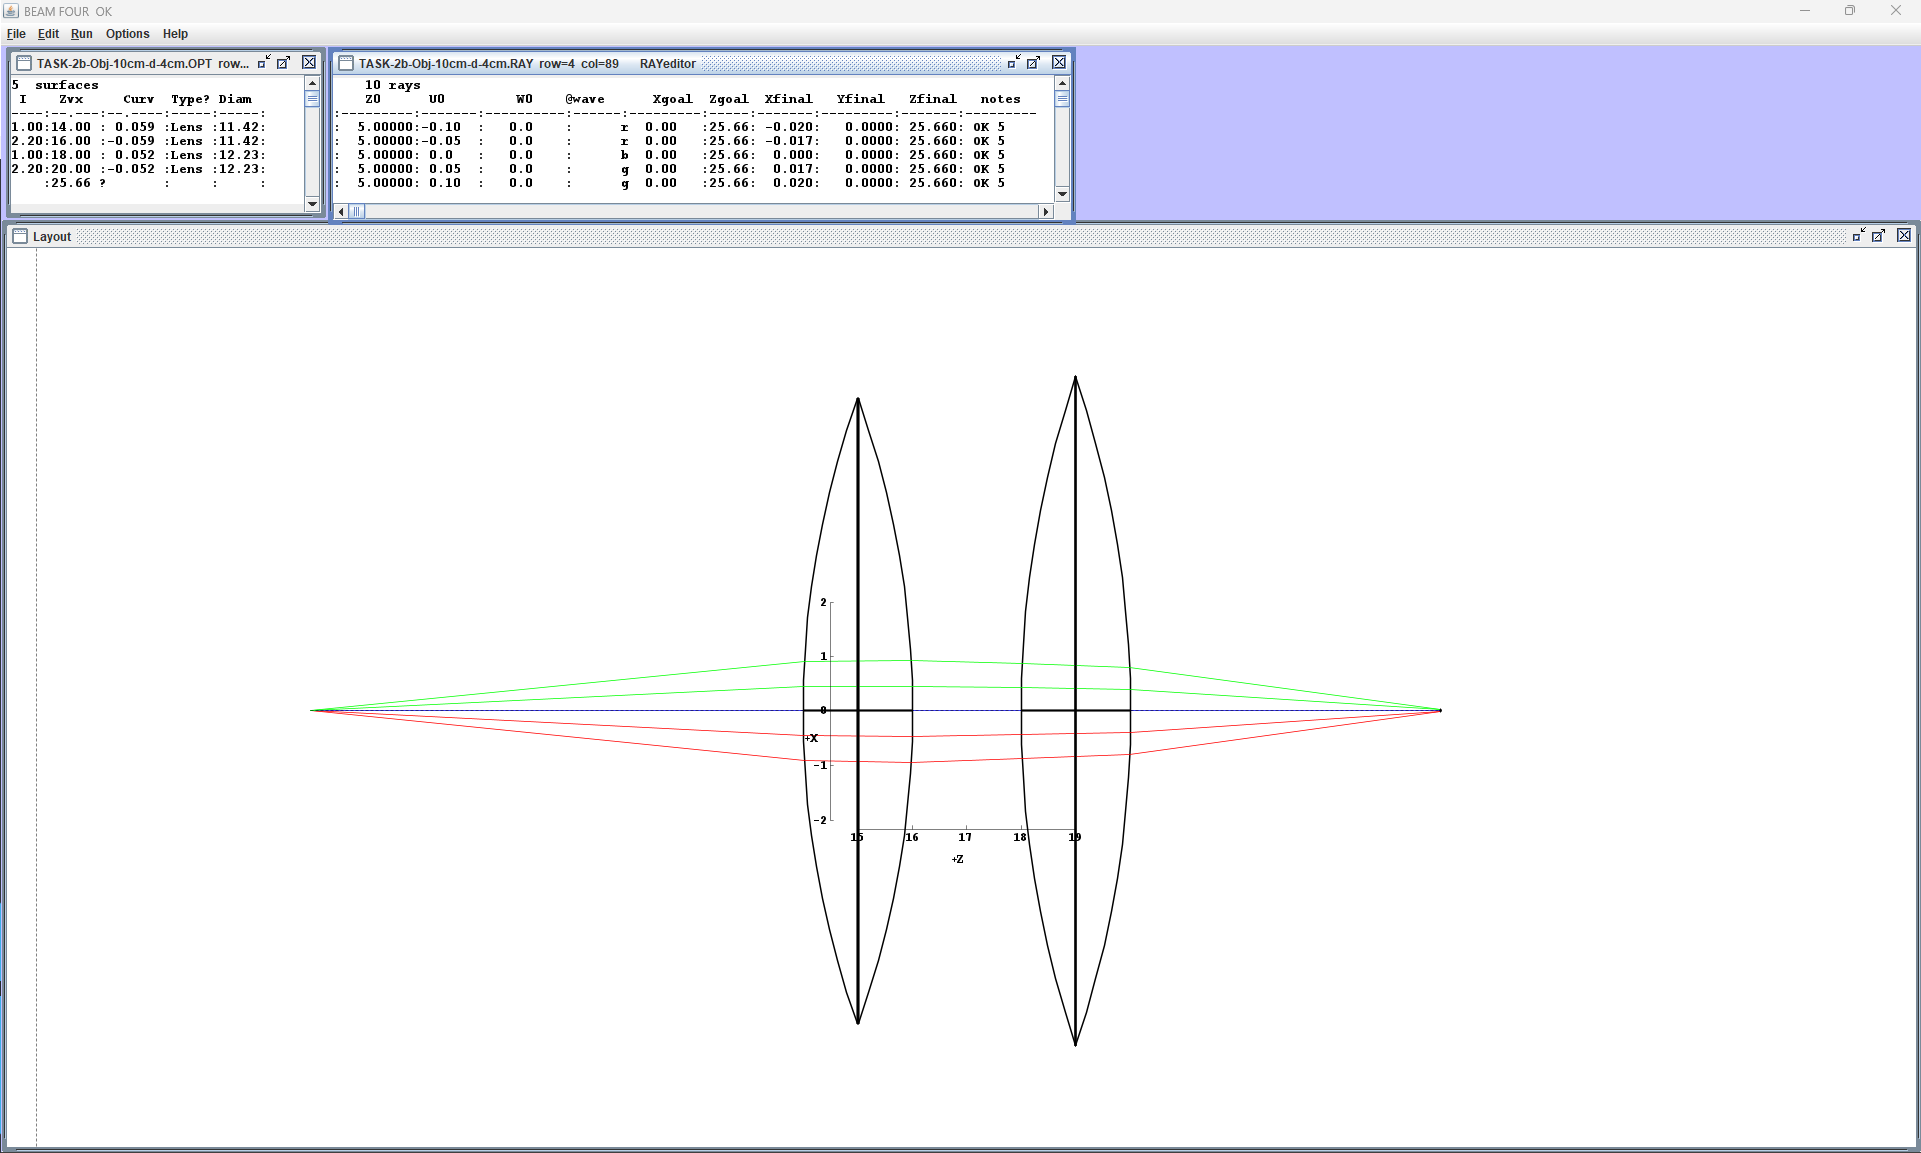 BEAM FOUR OK
File Edit Run Options Help
TASK-2b-Obj-10cm-d-4cm.OPT row...
5 surfaces
I Zvx Curv Type? Diam
----:--.---:--.----:-----:-----:
1.00:14.00 : 0.059 :Lens :11.42:
2.20:16.00 :-0.059 :Lens :11.42:
1.00:18.00 : 0.052 :Lens :12.23:
2.20:20.00 :-0.052 :Lens :12.23:
:25.66 ? : : :
TASK-2b-Obj-10cm-d-4cm.RAY row=4 col=89 RAYeditor
10 rays
Z0 U0 W0 @wave Xgoal Zgoal Xfinal Yfinal Zfinal notes
:---------:-------:----------:------:--------:------:-------:---------:-------:---------
: 5.00000:-0.10 : 0.0 : r 0.00 :25.66: -0.020: 0.0000: 25.660: OK 5
: 5.00000:-0.05 : 0.0 : r 0.00 :25.66: -0.017: 0.0000: 25.660: OK 5
: 5.00000: 0.0 : 0.0 : b 0.00 :25.66: 0.000: 0.0000: 25.660: OK 5
: 5.00000: 0.05 : 0.0 : g 0.00 :25.66: 0.017: 0.0000: 25.660: OK 5
: 5.00000: 0.10 : 0.0 : g 0.00 :25.66: 0.020: 0.0000: 25.660: OK 5
Layout
2
1
0
+X
-1
-2
15 16 17 18 19
+Z